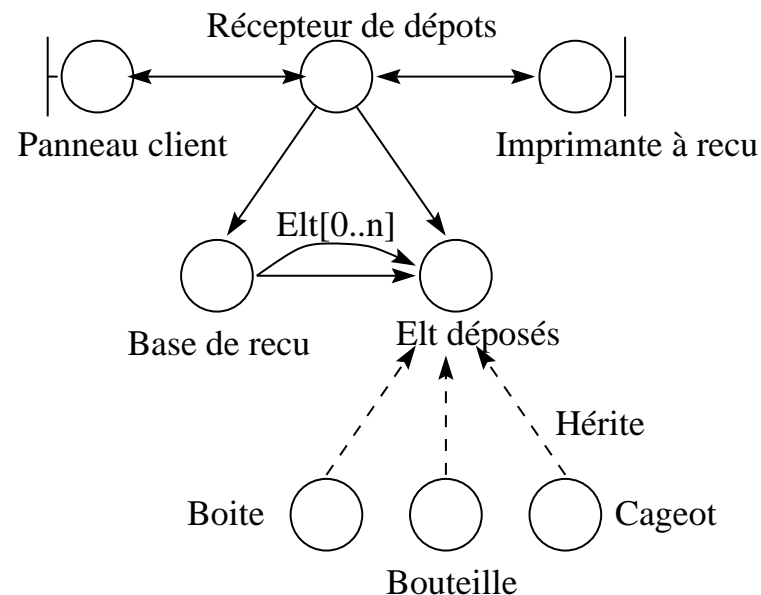 Récepteur de dépots
Panneau client
Imprimante à recu
Elt[0..n]
Base de recu
Elt déposés
Hérite
Boite
Cageot
Bouteille